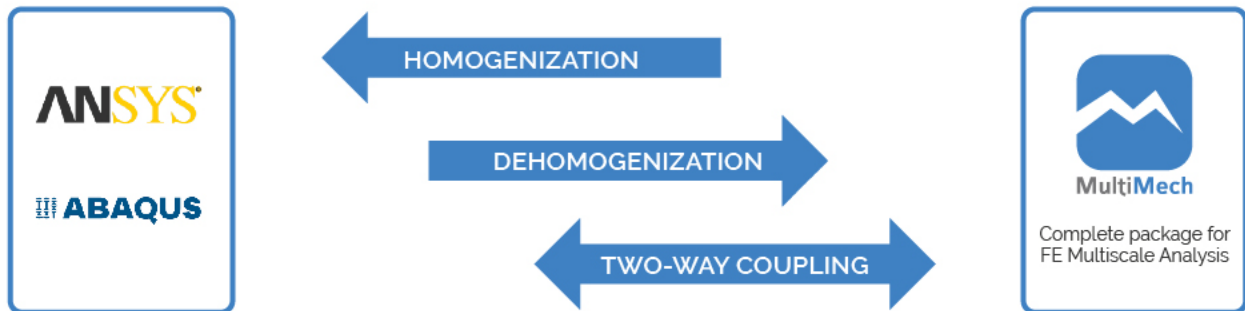 ANSYS®
ABAQUS
HOMOGENIZATION
DEHOMOGENIZATION
TWO-WAY COUPLING
MultiMech
Complete package for
FE Multiscale Analysis